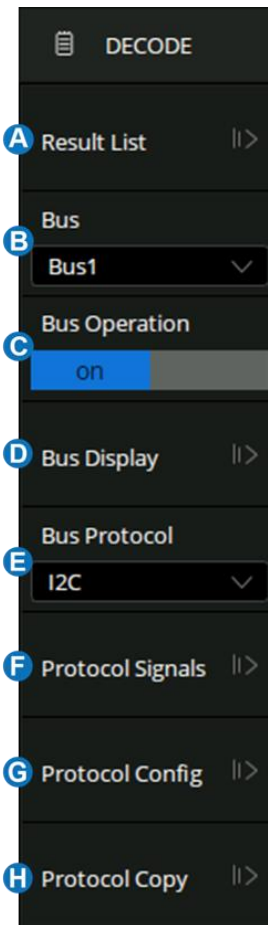 DECODE
A Result List
Bus
B
Bus1
Bus Operation
C
on
D Bus Display
Bus Protocol
E
I2C
F Protocol Signals
G Protocol Config
H Protocol Copy